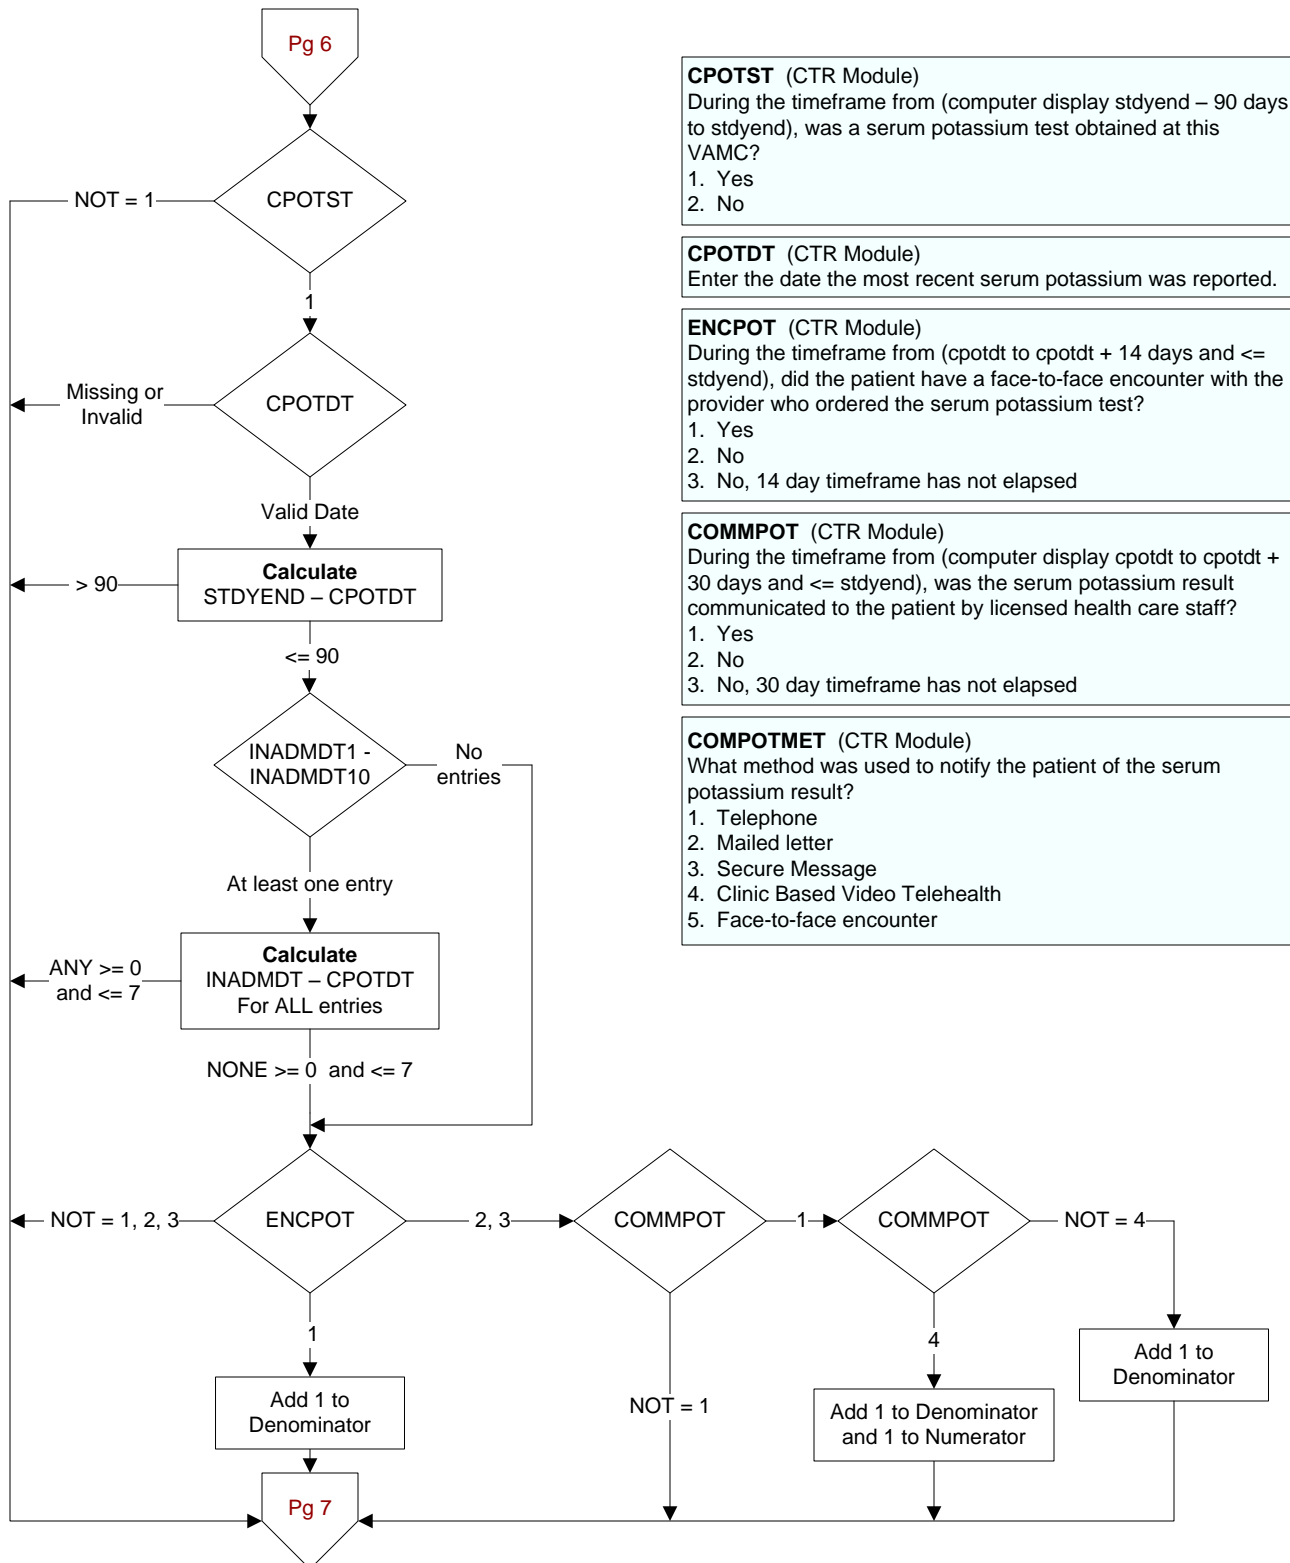 Pg 6
CPOTST
NOT = 1
1
CPOTDT
Missing or
Invalid
Valid Date
Calculate
STDYEND – CPOTDT
> 90
<= 90
INADMDT1 -
INADMDT10
No
entries
At least one entry
Calculate
INADMDT – CPOTDT
For ALL entries
ANY >= 0
and <= 7
NONE >= 0 and <= 7
ENCPOT
NOT = 1, 2, 3
2, 3
COMMPOT
1
COMMPOT
NOT = 4
1
4
NOT = 1
Add 1 to
Denominator
Add 1 to Denominator
and 1 to Numerator
Add 1 to
Denominator
Pg 7
CPOTST (CTR Module)
During the timeframe from (computer display stdyend – 90 days
to stdyend), was a serum potassium test obtained at this
VAMC?
1. Yes
2. No
CPOTDT (CTR Module)
Enter the date the most recent serum potassium was reported.
ENCPOT (CTR Module)
During the timeframe from (cpotdt to cpotdt + 14 days and <=
stdyend), did the patient have a face-to-face encounter with the
provider who ordered the serum potassium test?
1. Yes
2. No
3. No, 14 day timeframe has not elapsed
COMMPOT (CTR Module)
During the timeframe from (computer display cpotdt to cpotdt +
30 days and <= stdyend), was the serum potassium result
communicated to the patient by licensed health care staff?
1. Yes
2. No
3. No, 30 day timeframe has not elapsed
COMPOTMET (CTR Module)
What method was used to notify the patient of the serum
potassium result?
1. Telephone
2. Mailed letter
3. Secure Message
4. Clinic Based Video Telehealth
5. Face-to-face encounter